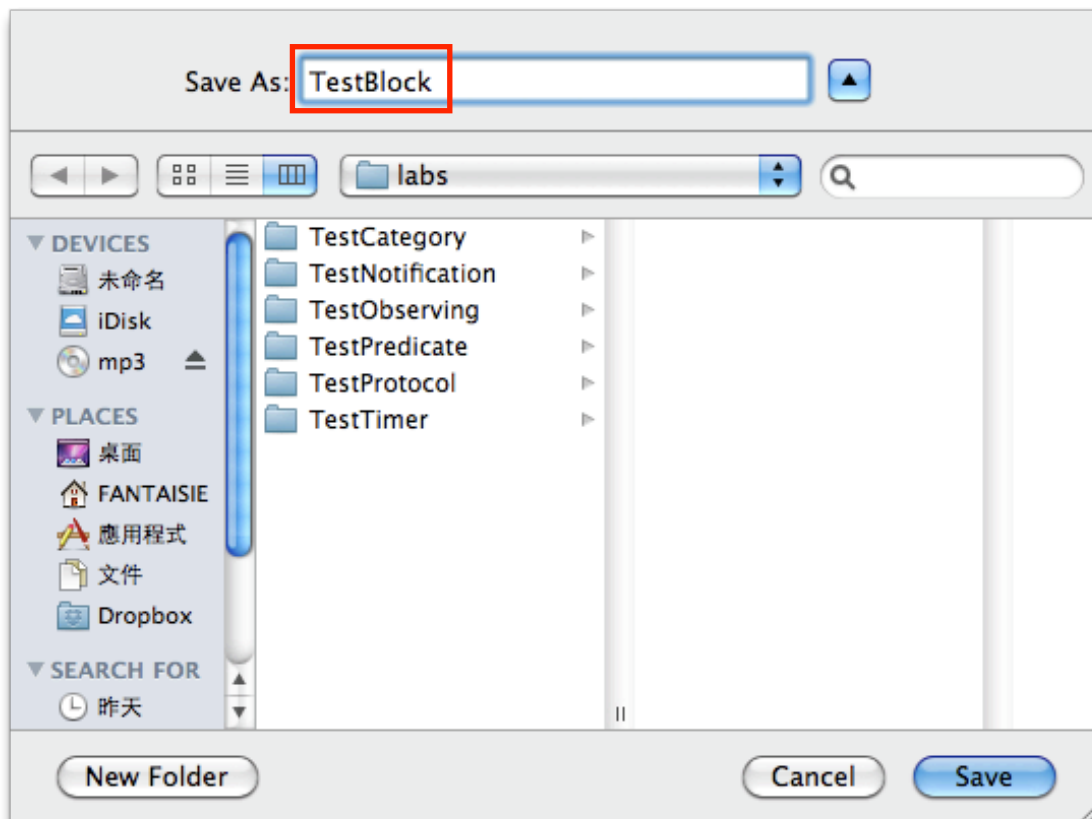 Save As: TestBlock
labs
DEVICES
未命名
iDisk
mp3
PLACES
桌面
FANTAISIE
應用程式
文件
Dropbox
SEARCH FOR
昨天
TestCategory
TestNotification
TestObserving
TestPredicate
TestProtocol
TestTimer
New Folder
Cancel
Save